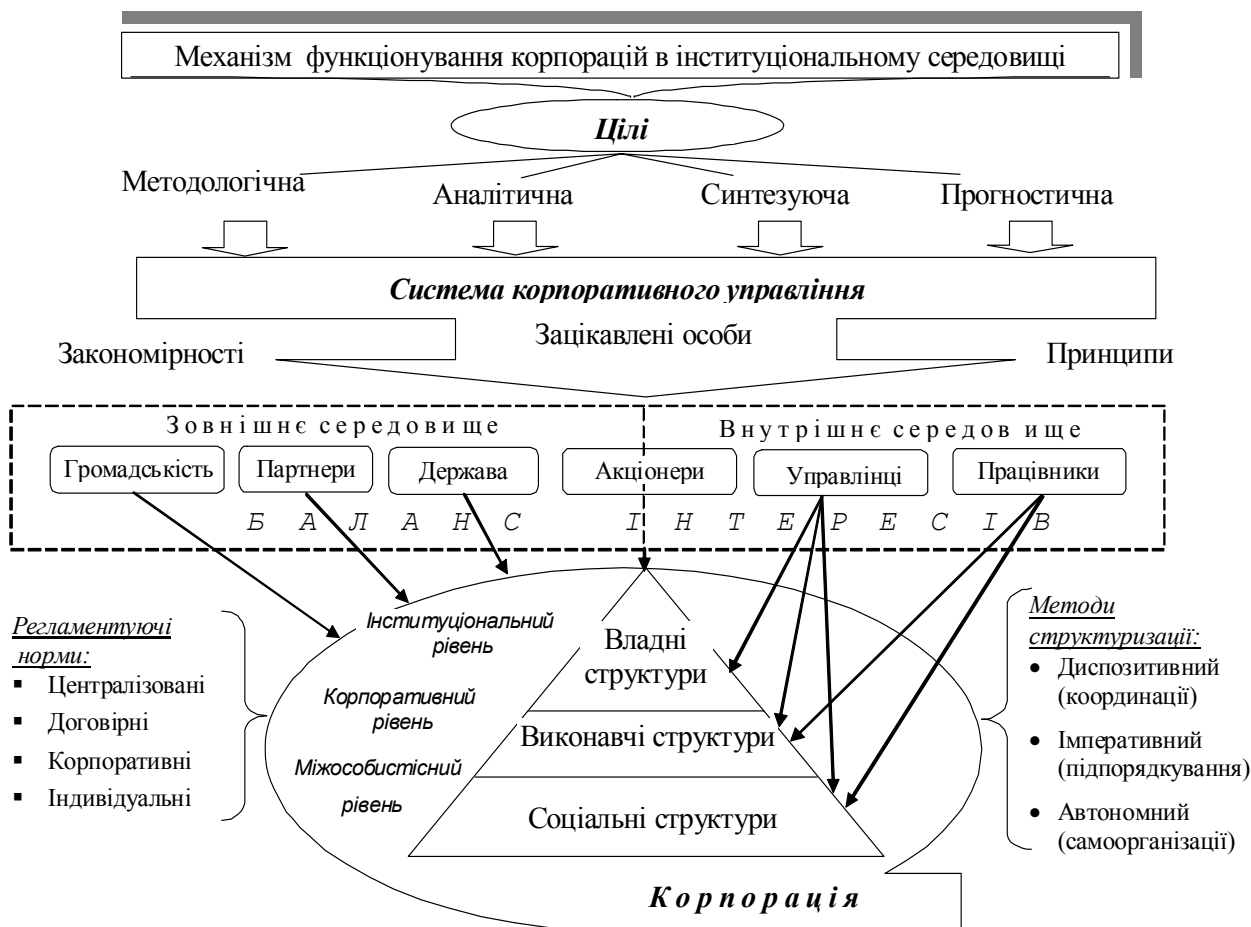 Механізм функціонування корпорацій в інституціональному середовищі
Цілі
Методологічна
Аналітична
Синтезуюча
Прогностична
Система корпоративного управління
Зацікавлені особи
Закономірності
Принципи
Зовнішнє середовище
Внутрішнє середовище
Громадськість
Партнери
Держава
Акціонери
Управлінці
Працівники
БАЛАНС ІНТЕРЕСІВ
Регламентуючі
норми:
▪ Централізовані
▪ Договірні
▪ Корпоративні
▪ Індивідуальні
Інституціональний
рівень
Корпоративний
рівень
Міжособистісний
рівень
Владні
структури
Виконавчі структури
Соціальні структури
Методи
структуризації:
• Диспозитивний
(координації)
• Імперативний
(підпорядкування)
• Автономний
(самоорганізації)
Корпорація